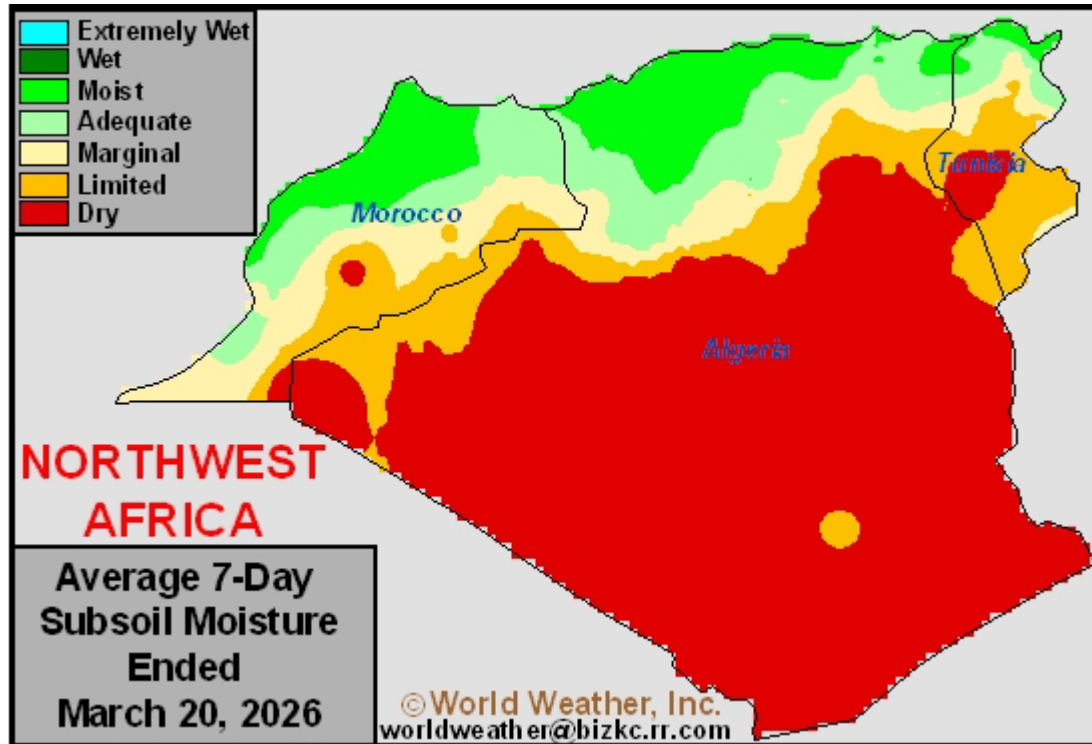 Extremely Wet
Wet
Moist
Adequate
Marginal
Limited
Dry
Morocco
Tunisia
Algeria
NORTHWEST
AFRICA
Average 7-Day
Subsoil Moisture
Ended
March 20, 2026
©World Weather, Inc.
worldweather@bizkc.rr.com